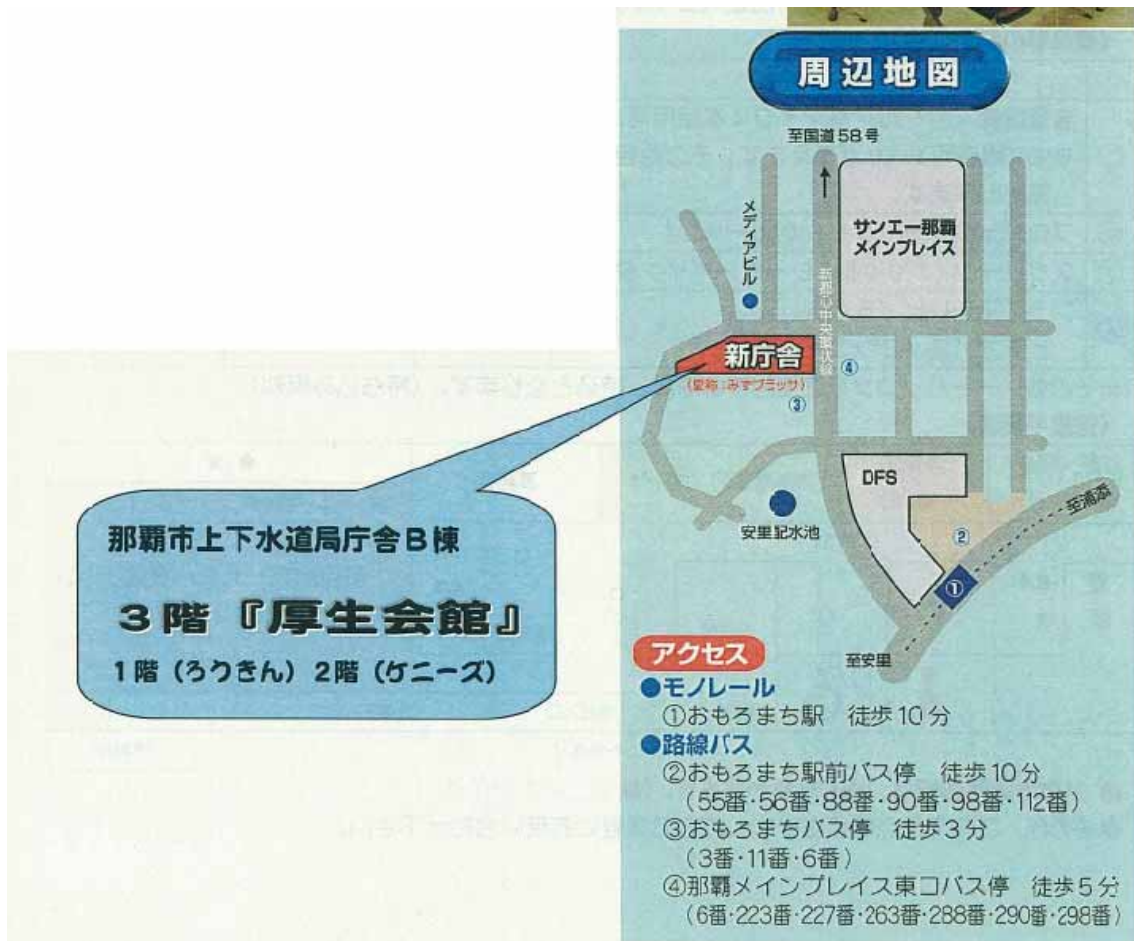 周辺地図
至国道58号
メディアビル
サンエー那覇
メインプレイス
新都心中央環状線
新庁舎
(愛称:みずプラッサ)
④
③
DFS
安里配水池
②
至浦添
①
至安里
那覇市上下水道局庁舎B棟
3階『厚生会館』
1階(ろうきん)2階(ケニーズ)
アクセス
●モノレール
①おもろまち駅 徒歩10分
●路線バス
②おもろまち駅前バス停 徒歩10分
(55番・56番・88番・90番・98番・112番)
③おもろまちバス停 徒歩3分
(3番・11番・6番)
④那覇メインプレイス東口バス停 徒歩5分
(6番・223番・227番・263番・288番・290番・298番)